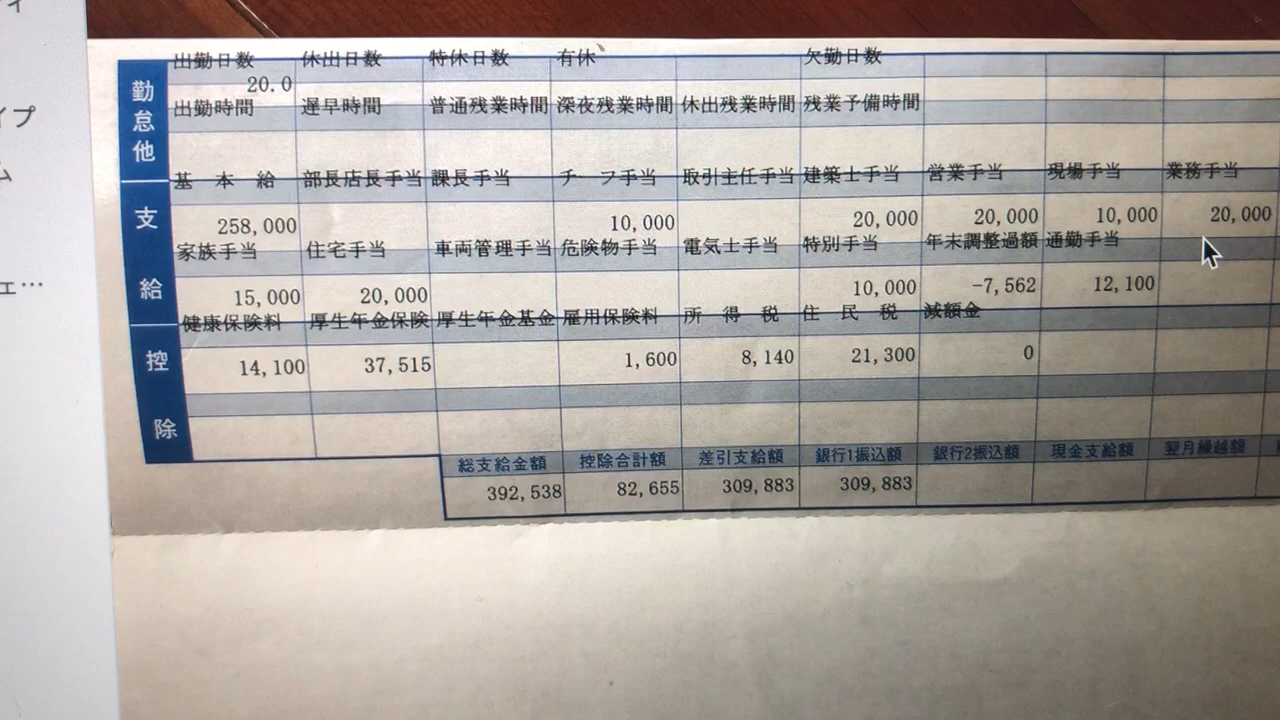 ィ
イプ
ム
ェ…
出勤日数 休出日数 特休日数 有休 欠勤日数
勤怠他
20.0
出勤時間 遅早時間 普通残業時間 深夜残業時間 休出残業時間 残業予備時間
基本給 部長店長手当 課長手当 チーフ手当 取引主任手当 建築士手当 営業手当 現場手当 業務手当
支給
258,000 10,000 20,000 20,000 10,000 20,000
家族手当 住宅手当 車両管理手当 危険物手当 電気士手当 特別手当 年末調整過額 通勤手当
15,000 20,000 10,000 -7,562 12,100
健康保険料 厚生年金保険 厚生年金基金 雇用保険料 所得税 住民税 減額金
控除
14,100 37,515 1,600 8,140 21,300 0
総支給金額 控除合計額 差引支給額 銀行1振込額 銀行2振込額 現金支給額 翌月繰越額
392,538 82,655 309,883 309,883